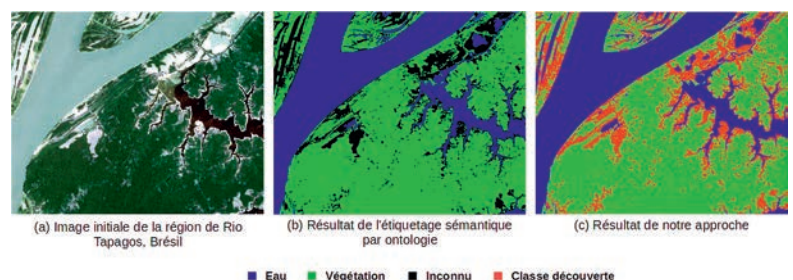 (a) Image initiale de la région de Rio
Tapagos, Brésil
(b) Résultat de l'étiquetage sémantique
par ontologie
(c) Résultat de notre approche
Eau Végétation Inconnu Classe découverte